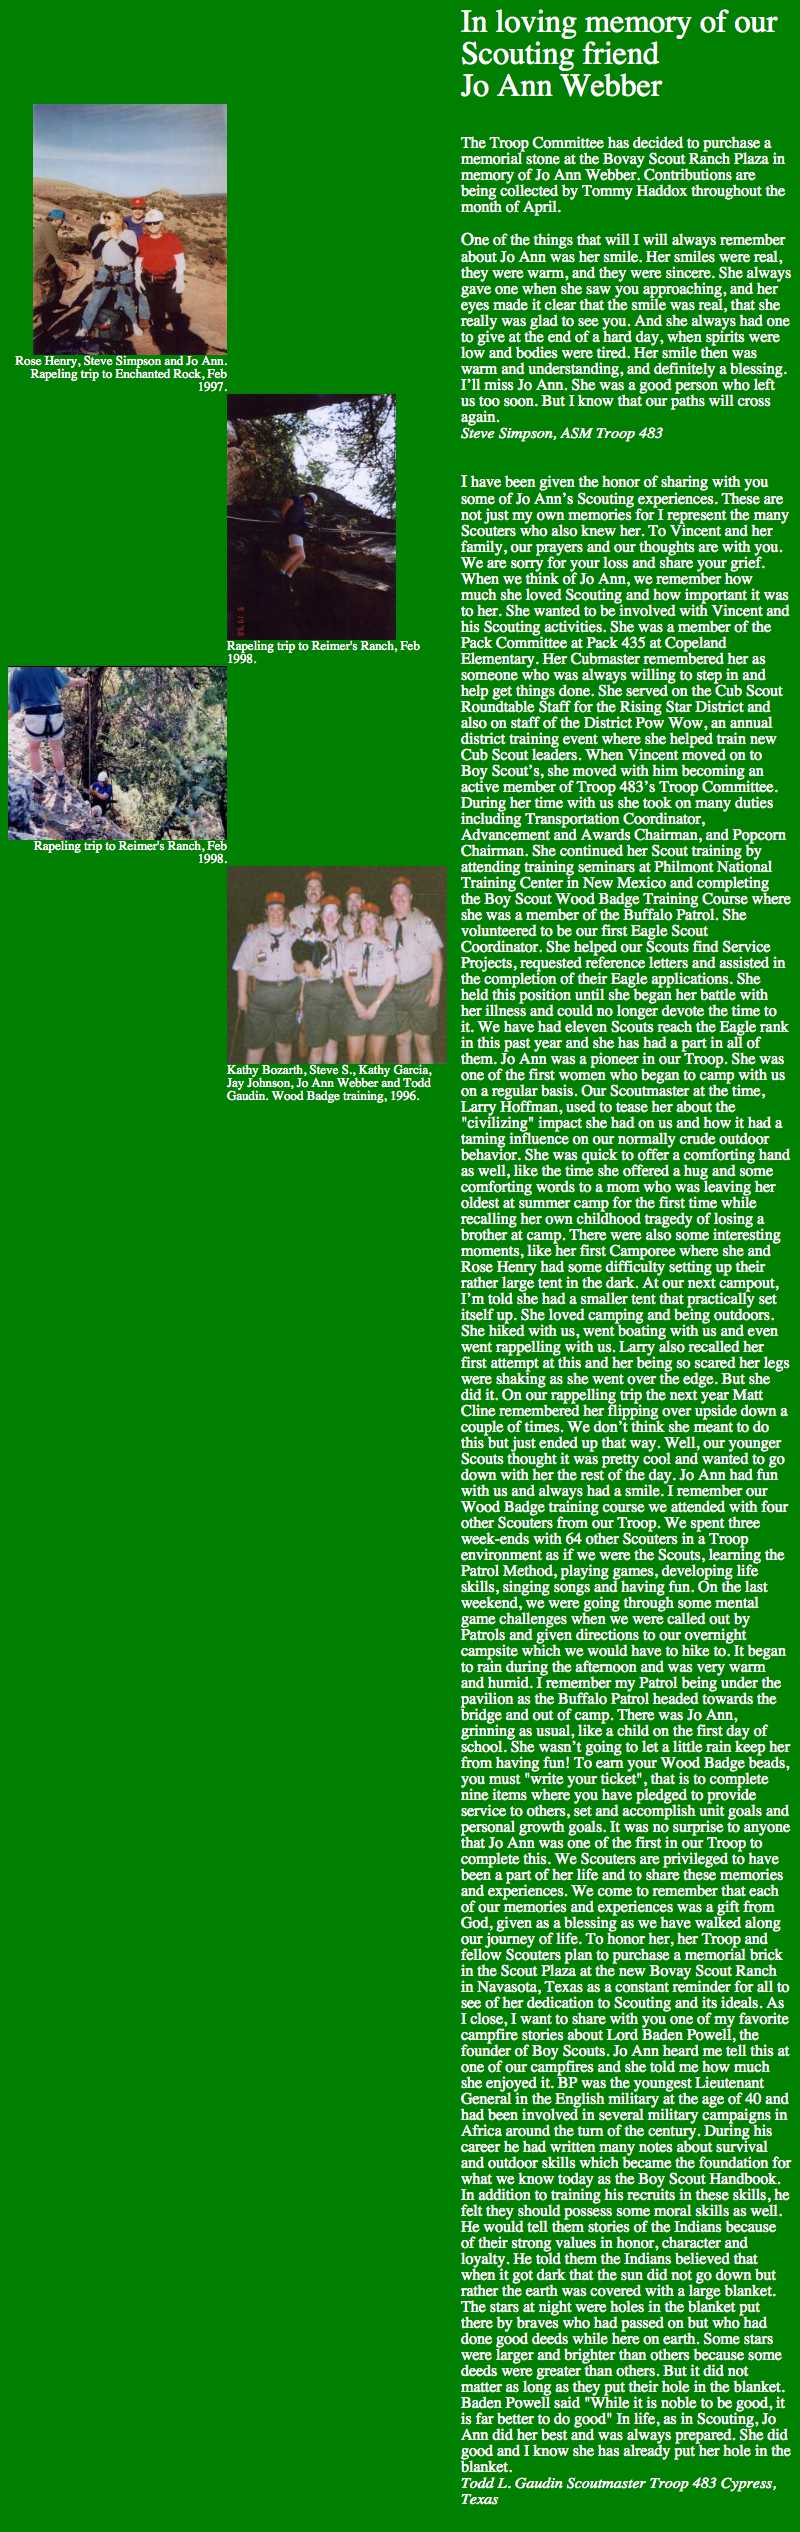 In loving memory of our
Scouting friend
Jo Ann Webber
The Troop Committee has decided to purchase a
memorial stone at the Bovay Scout Ranch Plaza in
memory of Jo Ann Webber. Contributions are
being collected by Tommy Haddox throughout the
month of April.
One of the things that will I will always remember
about Jo Ann was her smile. Her smiles were real,
they were warm, and they were sincere. She always
gave one when she saw you approaching, and her
eyes made it clear that the smile was real, that she
really was glad to see you. And she always had one
to give at the end of a hard day, when spirits were
low and bodies were tired. Her smile then was
warm and understanding, and definitely a blessing.
I’ll miss Jo Ann. She was a good person who left
us too soon. But I know that our paths will cross
again.
Steve Simpson, ASM Troop 483
I have been given the honor of sharing with you
some of Jo Ann’s Scouting experiences. These are
not just my own memories for I represent the many
Scouters who also knew her. To Vincent and her
family, our prayers and our thoughts are with you.
We are sorry for your loss and share your grief.
When we think of Jo Ann, we remember how
much she loved Scouting and how important it was
to her. She wanted to be involved with Vincent and
his Scouting activities. She was a member of the
Pack Committee at Pack 435 at Copeland
Elementary. Her Cubmaster remembered her as
someone who was always willing to step in and
help get things done. She served on the Cub Scout
Roundtable Staff for the Rising Star District and
also on staff of the District Pow Wow, an annual
district training event where she helped train new
Cub Scout leaders. When Vincent moved on to
Boy Scout’s, she moved with him becoming an
active member of Troop 483’s Troop Committee.
During her time with us she took on many duties
including Transportation Coordinator,
Advancement and Awards Chairman, and Popcorn
Chairman. She continued her Scout training by
attending training seminars at Philmont National
Training Center in New Mexico and completing
the Boy Scout Wood Badge Training Course where
she was a member of the Buffalo Patrol. She
volunteered to be our first Eagle Scout
Coordinator. She helped our Scouts find Service
Projects, requested reference letters and assisted in
the completion of their Eagle applications. She
held this position until she began her battle with
her illness and could no longer devote the time to
it. We have had eleven Scouts reach the Eagle rank
in this past year and she has had a part in all of
them. Jo Ann was a pioneer in our Troop. She was
one of the first women who began to camp with us
on a regular basis. Our Scoutmaster at the time,
Larry Hoffman, used to tease her about the
"civilizing" impact she had on us and how it had a
taming influence on our normally crude outdoor
behavior. She was quick to offer a comforting hand
as well, like the time she offered a hug and some
comforting words to a mom who was leaving her
oldest at summer camp for the first time while
recalling her own childhood tragedy of losing a
brother at camp. There were also some interesting
moments, like her first Camporee where she and
Rose Henry had some difficulty setting up their
rather large tent in the dark. At our next campout,
I’m told she had a smaller tent that practically set
itself up. She loved camping and being outdoors.
She hiked with us, went boating with us and even
went rappelling with us. Larry also recalled her
first attempt at this and her being so scared her legs
were shaking as she went over the edge. But she
did it. On our rappelling trip the next year Matt
Cline remembered her flipping over upside down a
couple of times. We don’t think she meant to do
this but just ended up that way. Well, our younger
Scouts thought it was pretty cool and wanted to go
down with her the rest of the day. Jo Ann had fun
with us and always had a smile. I remember our
Wood Badge training course we attended with four
other Scouters from our Troop. We spent three
week-ends with 64 other Scouters in a Troop
environment as if we were the Scouts, learning the
Patrol Method, playing games, developing life
skills, singing songs and having fun. On the last
weekend, we were going through some mental
game challenges when we were called out by
Patrols and given directions to our overnight
campsite which we would have to hike to. It began
to rain during the afternoon and was very warm
and humid. I remember my Patrol being under the
pavilion as the Buffalo Patrol headed towards the
bridge and out of camp. There was Jo Ann,
grinning as usual, like a child on the first day of
school. She wasn’t going to let a little rain keep her
from having fun! To earn your Wood Badge beads,
you must "write your ticket", that is to complete
nine items where you have pledged to provide
service to others, set and accomplish unit goals and
personal growth goals. It was no surprise to anyone
that Jo Ann was one of the first in our Troop to
complete this. We Scouters are privileged to have
been a part of her life and to share these memories
and experiences. We come to remember that each
of our memories and experiences was a gift from
God, given as a blessing as we have walked along
our journey of life. To honor her, her Troop and
fellow Scouters plan to purchase a memorial brick
in the Scout Plaza at the new Bovay Scout Ranch
in Navasota, Texas as a constant reminder for all to
see of her dedication to Scouting and its ideals. As
I close, I want to share with you one of my favorite
campfire stories about Lord Baden Powell, the
founder of Boy Scouts. Jo Ann heard me tell this at
one of our campfires and she told me how much
she enjoyed it. BP was the youngest Lieutenant
General in the English military at the age of 40 and
had been involved in several military campaigns in
Africa around the turn of the century. During his
career he had written many notes about survival
and outdoor skills which became the foundation for
what we know today as the Boy Scout Handbook.
In addition to training his recruits in these skills, he
felt they should possess some moral skills as well.
He would tell them stories of the Indians because
of their strong values in honor, character and
loyalty. He told them the Indians believed that
when it got dark that the sun did not go down but
rather the earth was covered with a large blanket.
The stars at night were holes in the blanket put
there by braves who had passed on but who had
done good deeds while here on earth. Some stars
were larger and brighter than others because some
deeds were greater than others. But it did not
matter as long as they put their hole in the blanket.
Baden Powell said "While it is noble to be good, it
is far better to do good" In life, as in Scouting, Jo
Ann did her best and was always prepared. She did
good and I know she has already put her hole in the
blanket.
Todd L. Gaudin Scoutmaster Troop 483 Cypress,
Texas
Rose Henry, Steve Simpson and Jo Ann.
Rapeling trip to Enchanted Rock, Feb
1997.
Rapeling trip to Reimer's Ranch, Feb
1998.
Rapeling trip to Reimer's Ranch, Feb
1998.
Kathy Bozarth, Steve S., Kathy Garcia,
Jay Johnson, Jo Ann Webber and Todd
Gaudin. Wood Badge training, 1996.